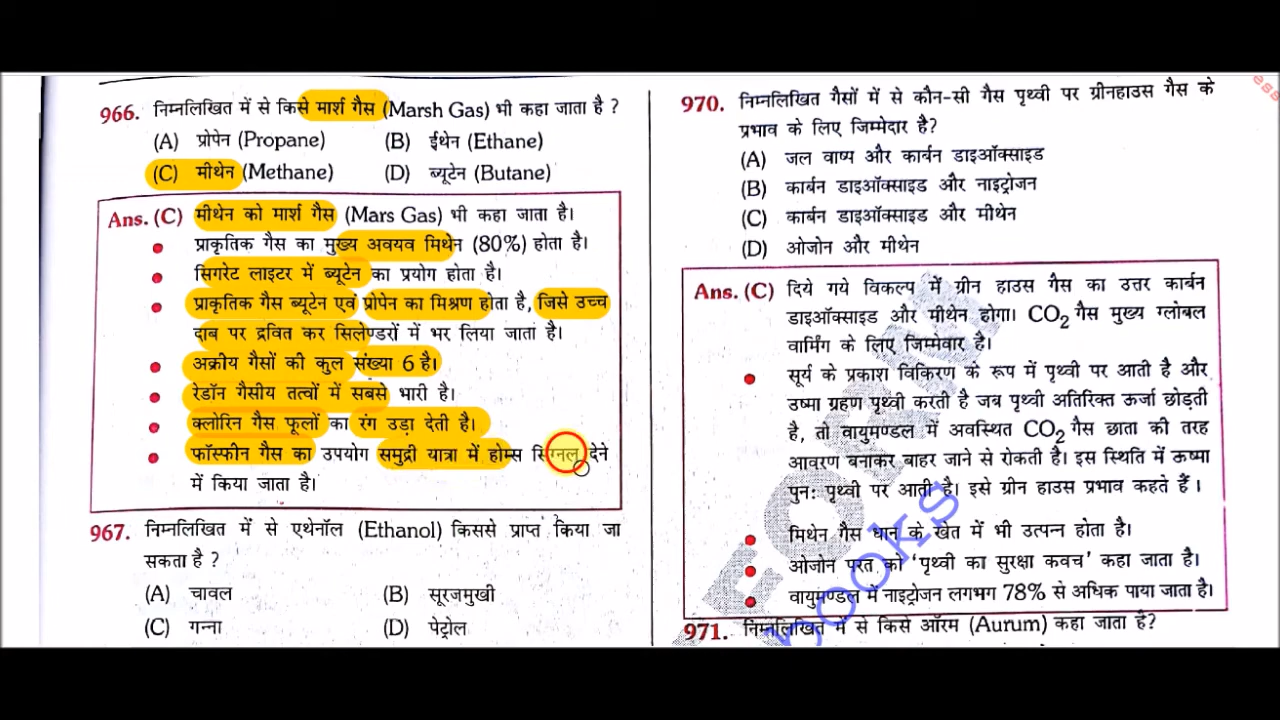 966. निम्नलिखित में से किसे मार्श गैस (Marsh Gas) भी कहा जाता है ?
(A) प्रोपेन (Propane) (B) ईथेन (Ethane)
(C) मीथेन (Methane) (D) ब्यूटेन (Butane)
Ans. (C) मीथेन को मार्श गैस (Mars Gas) भी कहा जाता है।
● प्राकृतिक गैस का मुख्य अवयव मिथेन (80%) होता है।
● सिगरेट लाइटर में ब्यूटेन का प्रयोग होता है।
● प्राकृतिक गैस ब्यूटेन एवं प्रोपेन का मिश्रण होता है, जिसे उच्च
दाब पर द्रवित कर सिलेण्डरों में भर लिया जाता है।
● अक्रीय गैसों की कुल संख्या 6 है।
● रेडॉन गैसीय तत्वों में सबसे भारी है।
● क्लोरिन गैस फूलों का रंग उड़ा देती है।
● फॉस्फीन गैस का उपयोग समुद्री यात्रा में होम्स सिग्नल देने
में किया जाता है।
967. निम्नलिखित में से एथेनॉल (Ethanol) किससे प्राप्त किया जा
सकता है ?
(A) चावल (B) सूरजमुखी
(C) गन्ना (D) पेट्रोल
970. निम्नलिखित गैसों में से कौन-सी गैस पृथ्वी पर ग्रीनहाउस गैस के
प्रभाव के लिए जिम्मेदार है?
(A) जल वाष्प और कार्बन डाइऑक्साइड
(B) कार्बन डाइऑक्साइड और नाइट्रोजन
(C) कार्बन डाइऑक्साइड और मीथेन
(D) ओजोन और मीथेन
Ans. (C) दिये गये विकल्प में ग्रीन हाउस गैस का उत्तर कार्बन
डाइऑक्साइड और मीथेन होगा। CO2 गैस मुख्य ग्लोबल
वार्मिंग के लिए जिम्मेवार है।
● सूर्य के प्रकाश विकिरण के रूप में पृथ्वी पर आती है और
उष्मा ग्रहण पृथ्वी करती है जब पृथ्वी अतिरिक्त ऊर्जा छोड़ती
है, तो वायुमण्डल में अवस्थित CO2 गैस छाता की तरह
आवरण बनाकर बाहर जाने से रोकती है। इस स्थिति में ऊष्मा
पुन: पृथ्वी पर आती है। इसे ग्रीन हाउस प्रभाव कहते हैं।
● मिथेन गैस धान के खेत में भी उत्पन्न होता है।
● ओजोन परत को 'पृथ्वी का सुरक्षा कवच' कहा जाता है।
● वायुमण्डल में नाइट्रोजन लगभग 78% से अधिक पाया जाता है।
971. निम्नलिखित में से किसे ऑरम (Aurum) कहा जाता है?
books